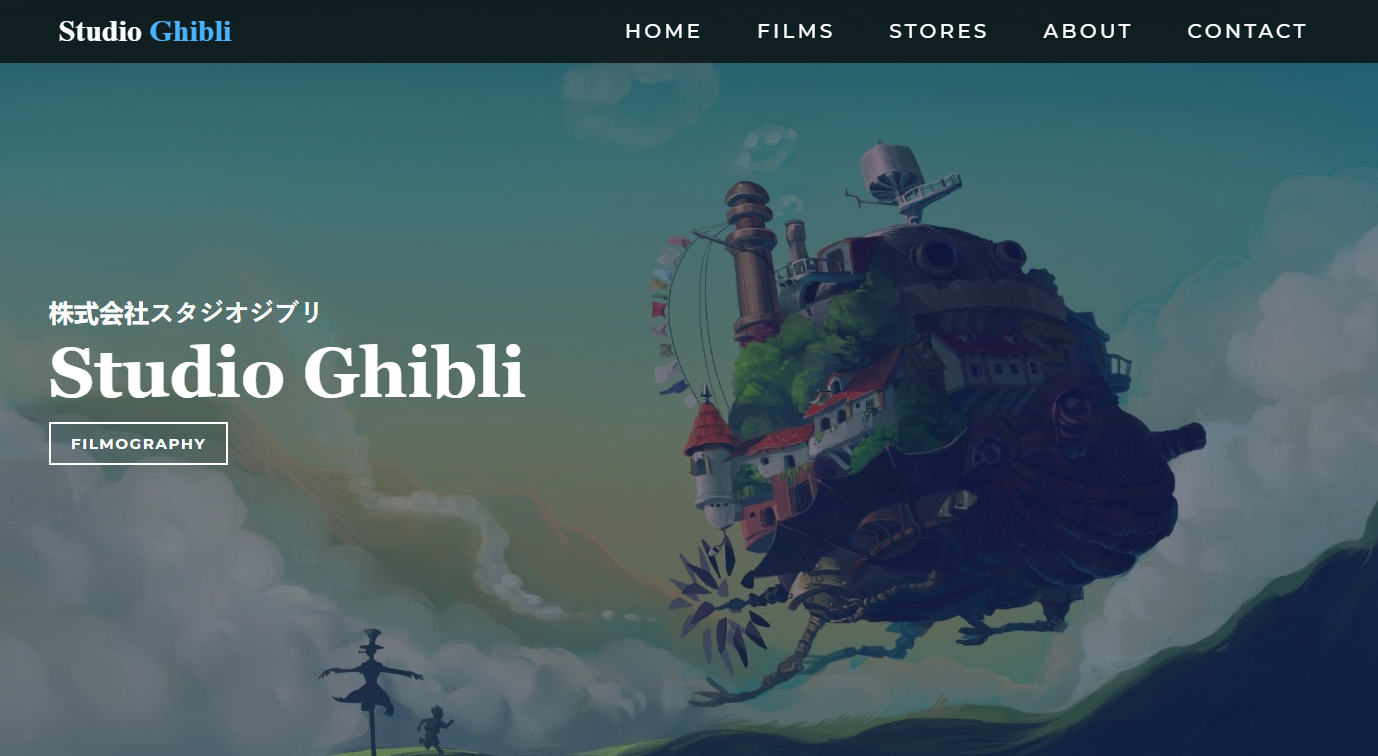 Studio Ghibli
HOME FILMS STORES ABOUT CONTACT
株式会社スタジオジブリ
Studio Ghibli
FILMOGRAPHY